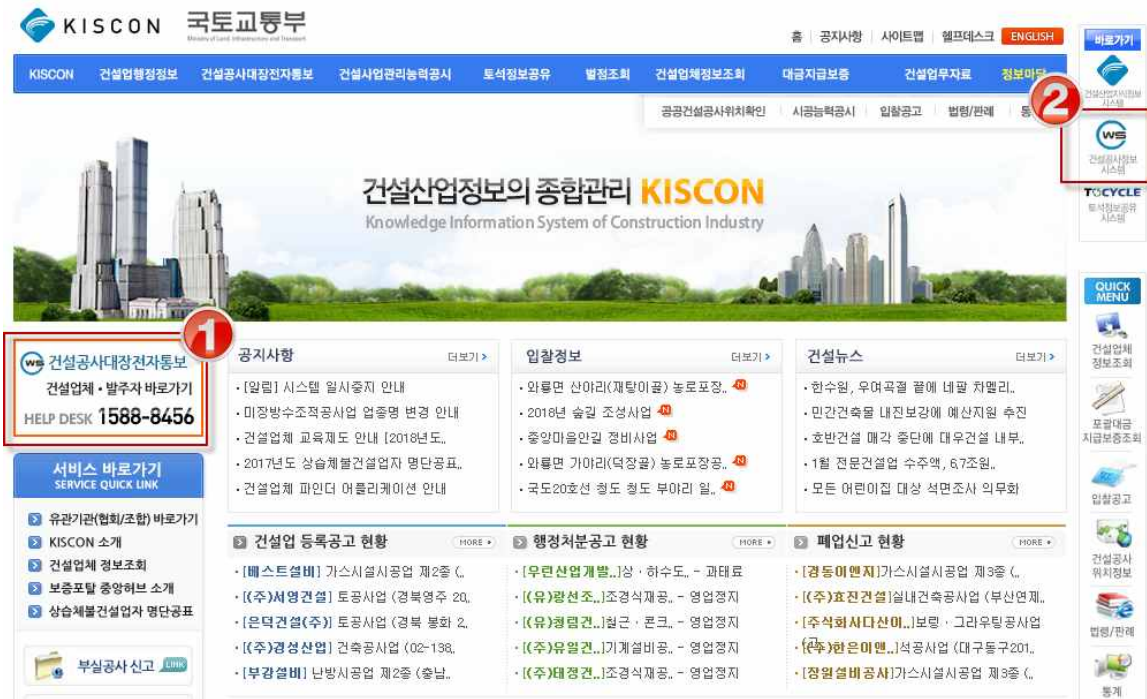 KISCON 국토교통부
Ministry of Land, Infrastructure and Transport
홈 공지사항 사이트맵 헬프데스크 ENGLISH
KISCON 건설업행정정보 건설공사대장전자통보 건설사업관리능력공시 토석정보공유 벌점조회 건설업체정보조회 대금지급보증 건설업무자료 정보마당
공공건설공사위치확인 시공능력공시 입찰공고 법령/판례 통
건설산업정보의 종합관리 KISCON
Knowledge Information System of Construction Industry
바로가기
건설산업지식정보
시스템
2
WS
건설공사정보
시스템
TOCYCLE
토석정보공유
시스템
1
WS 건설공사대장전자통보
건설업체 • 발주자 바로가기
HELP DESK 1588-8456
서비스 바로가기
SERVICE QUICK LINK
유관기관(협회/조합) 바로가기
KISCON 소개
건설업체 정보조회
보증포탈 중앙허브 소개
상습체불건설업자 명단공표
부실공사 신고 LINK
공지사항 더보기 >
· [알림] 시스템 일시중지 안내
· 미장방수조적공사업 업종명 변경 안내
· 건설업체 교육제도 안내 [2018년도..
· 2017년도 상습체불건설업자 명단공표..
· 건설업체 파인더 어플리케이션 안내
입찰정보 더보기 >
· 와룡면 산야리(재탕이골) 농로포장.. N
· 2018년 숲길 조성사업 N
· 중앙마을안길 정비사업 N
· 와룡면 가야리(덕장골) 농로포장공.. N
· 국도20호선 청도 청도 부야리 일.. N
건설뉴스 더보기 >
· 한수원, 우여곡절 끝에 네팔 차멜리..
· 민간건축물 내진보강에 예산지원 추진
· 호반건설 매각 중단에 대우건설 내부..
· 1월 전문건설업 수주액, 6.7조원..
· 모든 어린이집 대상 석면조사 의무화
건설업 등록공고 현황 MORE
· [베스트설비] 가스시설시공업 제2종 (..
· [(주)서영건설] 토공사업 (경북영주 20..
· [은덕건설(주)] 토공사업 (경북 봉화 2..
· [(주)경성산업] 건축공사업 (02-138..
· [부강설비] 난방시공업 제2종 (충남..
행정처분공고 현황 MORE
· [우련산업개발..]상 · 하수도.. - 과태료
· [(유)광선조..]조경식재공.. - 영업정지
· [(유)청림건..]철근 · 콘크.. - 영업정지
· [(주)유일건..]기계설비공.. - 영업정지
· [(주)태정건..]조경식재공.. - 영업정지
폐업신고 현황 MORE
· [경동이앤지]가스시설시공업 제3종 (..
· [(주)효진건설]실내건축공사업 (부산연제..
· [주식회사다산이..]보링 · 그라우팅공사업
· [(주)한은이앤..]석공사업 (대구동구201..
· [장원설비공사]가스시설시공업 제3종 (..
QUICK
MENU
건설업체
정보조회
포괄대금
지급보증조회
입찰공고
건설공사
위치정보
법령/판례
통계